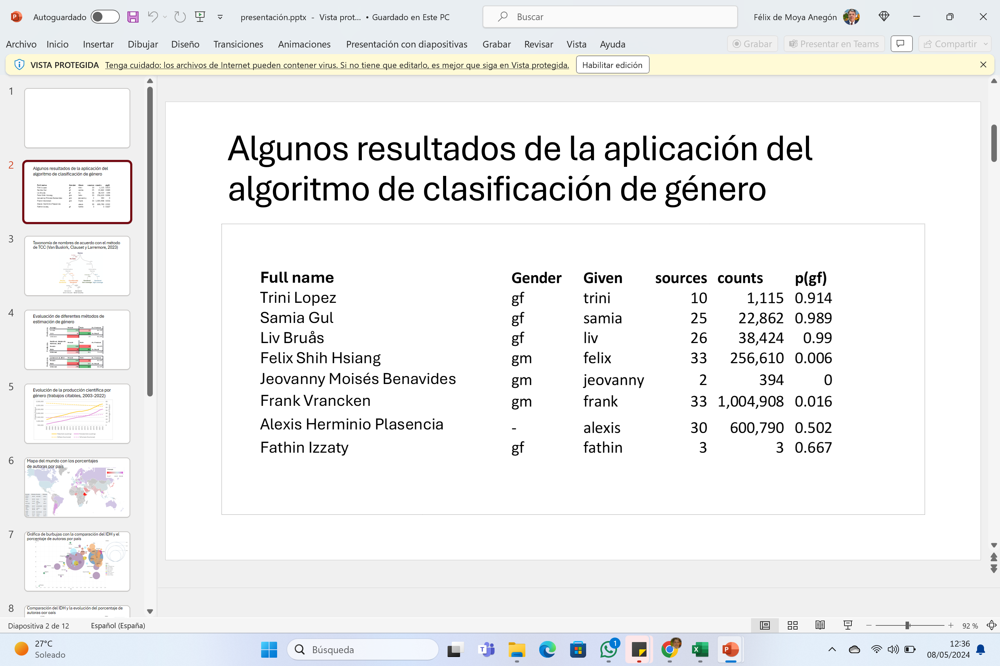 Autoguardado
presentación.pptx - Vista prot... • Guardado en Este PC
Buscar
Félix de Moya Anegón
Archivo Inicio Insertar Dibujar Diseño Transiciones Animaciones Presentación con diapositivas Grabar Revisar Vista Ayuda
Grabar Presentar en Teams Compartir
VISTA PROTEGIDA Tenga cuidado: los archivos de Internet pueden contener virus. Si no tiene que editarlo, es mejor que siga en Vista protegida. Habilitar edición
1
2
Algunos resultados de la aplicación del
algoritmo de clasificación de género
3
Taxonomía de nombres de acuerdo con el método
de TCC (Van Buskirk, Clauset y Larremore, 2023)
4
Evaluación de diferentes métodos de
estimación de género
5
Evolución de la producción científica por
género (trabajos citables, 2003-2022)
6
Mapa del mundo con los porcentajes
de autoras por país
7
Gráfica de burbujas con la comparación del IDH y el
porcentaje de autoras por país
8
Comparación del IDH y la evolución del porcentaje de
autoras por país
Algunos resultados de la aplicación del
algoritmo de clasificación de género
Full name Gender Given sources counts p(gf)
Trini Lopez gf trini 10 1,115 0.914
Samia Gul gf samia 25 22,862 0.989
Liv Bruås gf liv 26 38,424 0.99
Felix Shih Hsiang gm felix 33 256,610 0.006
Jeovanny Moisés Benavides gm jeovanny 2 394 0
Frank Vrancken gm frank 33 1,004,908 0.016
Alexis Herminio Plasencia - alexis 30 600,790 0.502
Fathin Izzaty gf fathin 3 3 0.667
Diapositiva 2 de 12 Español (España)
92 %
27°C
Soleado
Búsqueda
1
12:36
08/05/2024